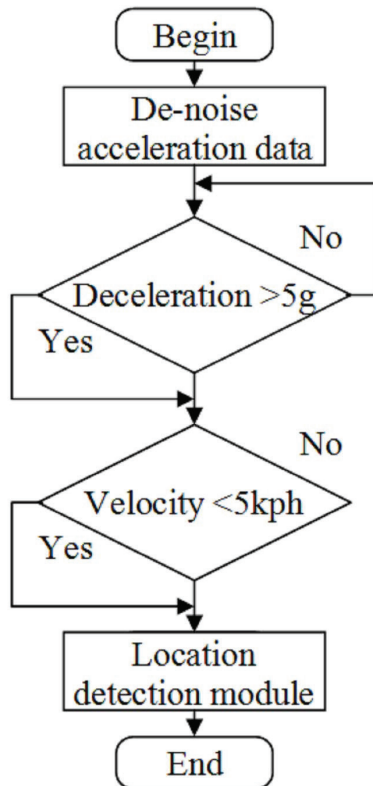 Begin
De-noise
acceleration data
No
Deceleration >5g
Yes
No
Velocity <5kph
Yes
Location
detection module
End